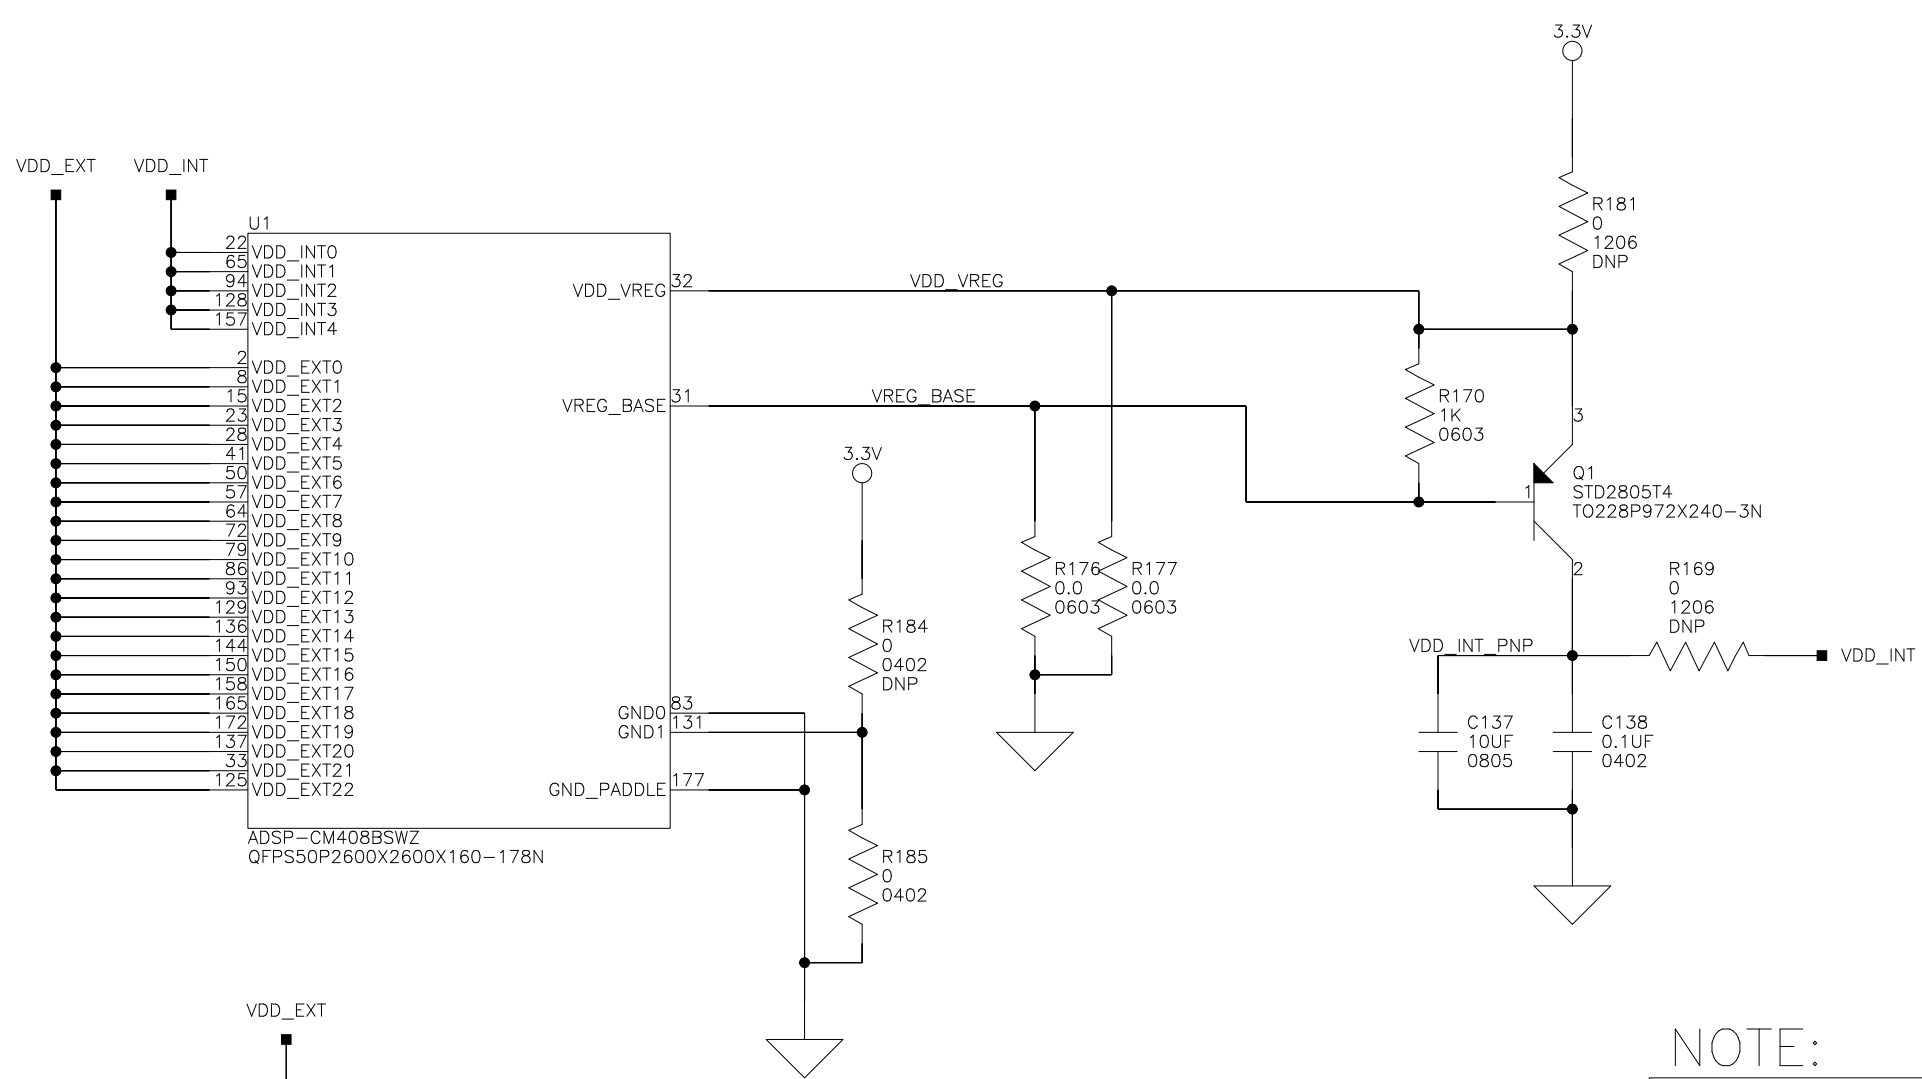 3.3V
VDD_EXT
VDD_INT
R181
0
1206
DNP
U1
22
VDD_INT0
65
VDD_INT1
94
VDD_INT2
128
VDD_INT3
157
VDD_INT4
VDD_VREG
32
VDD_VREG
2
VDD_EXT0
8
VDD_EXT1
15
VDD_EXT2
23
VDD_EXT3
28
VDD_EXT4
41
VDD_EXT5
50
VDD_EXT6
57
VDD_EXT7
64
VDD_EXT8
72
VDD_EXT9
79
VDD_EXT10
86
VDD_EXT11
93
VDD_EXT12
129
VDD_EXT13
136
VDD_EXT14
144
VDD_EXT15
150
VDD_EXT16
158
VDD_EXT17
165
VDD_EXT18
172
VDD_EXT19
137
VDD_EXT20
33
VDD_EXT21
125
VDD_EXT22
VREG_BASE
31
VREG_BASE
R170
1K
0603
3
3.3V
Q1
STD2805T4
TO228P972X240-3N
1
2
R176
0.0
0603
R177
0.0
0603
R169
0
1206
DNP
R184
0
0402
DNP
VDD_INT_PNP
VDD_INT
GND0
83
GND1
131
GND_PADDLE
177
C137
10UF
0805
C138
0.1UF
0402
ADSP-CM408BSWZ
QFPS50P2600X2600X160-178N
R185
0
0402
VDD_EXT
NOTE: